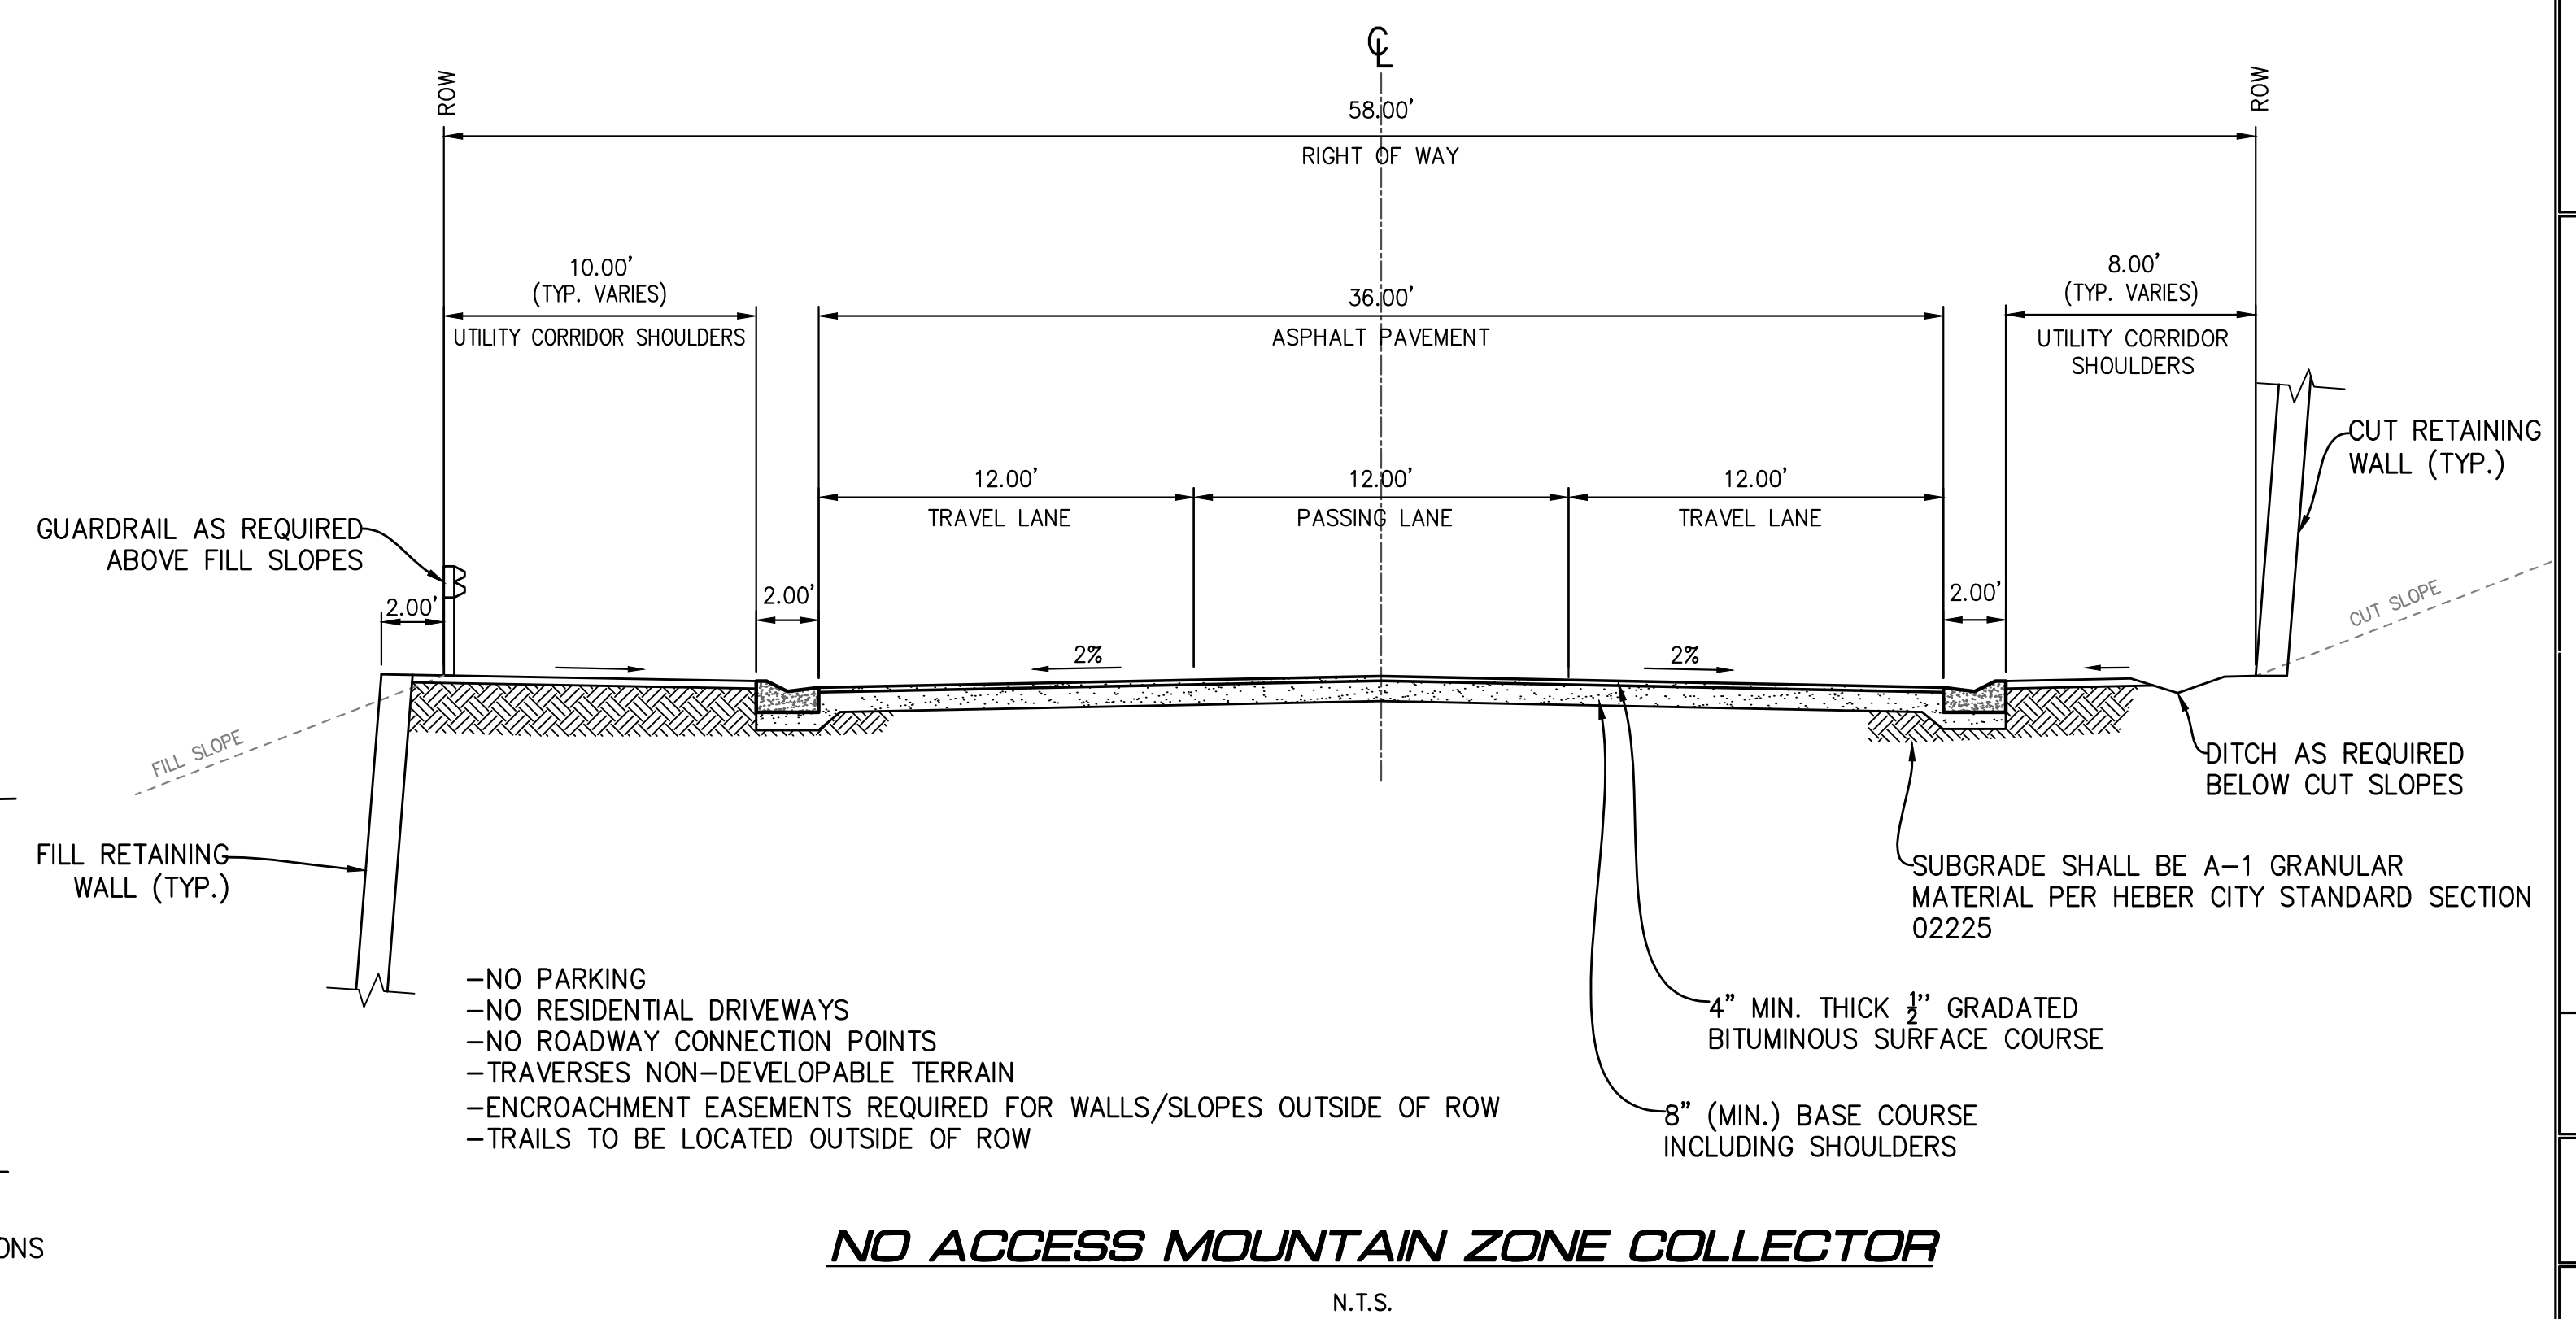 ℄
ROW
ROW
58.00'
RIGHT OF WAY
10.00'
(TYP. VARIES)
UTILITY CORRIDOR SHOULDERS
36.00'
ASPHALT PAVEMENT
8.00'
(TYP. VARIES)
UTILITY CORRIDOR
SHOULDERS
CUT RETAINING
WALL (TYP.)
12.00'
TRAVEL LANE
12.00'
PASSING LANE
12.00'
TRAVEL LANE
GUARDRAIL AS REQUIRED
ABOVE FILL SLOPES
2.00'
2.00'
2.00'
CUT SLOPE
2%
2%
FILL SLOPE
DITCH AS REQUIRED
BELOW CUT SLOPES
FILL RETAINING
WALL (TYP.)
SUBGRADE SHALL BE A-1 GRANULAR
MATERIAL PER HEBER CITY STANDARD SECTION
02225
-NO PARKING
-NO RESIDENTIAL DRIVEWAYS
-NO ROADWAY CONNECTION POINTS
-TRAVERSES NON-DEVELOPABLE TERRAIN
-ENCROACHMENT EASEMENTS REQUIRED FOR WALLS/SLOPES OUTSIDE OF ROW
-TRAILS TO BE LOCATED OUTSIDE OF ROW
4" MIN. THICK ½" GRADATED
BITUMINOUS SURFACE COURSE
8" (MIN.) BASE COURSE
INCLUDING SHOULDERS
ONS
NO ACCESS MOUNTAIN ZONE COLLECTOR
N.T.S.